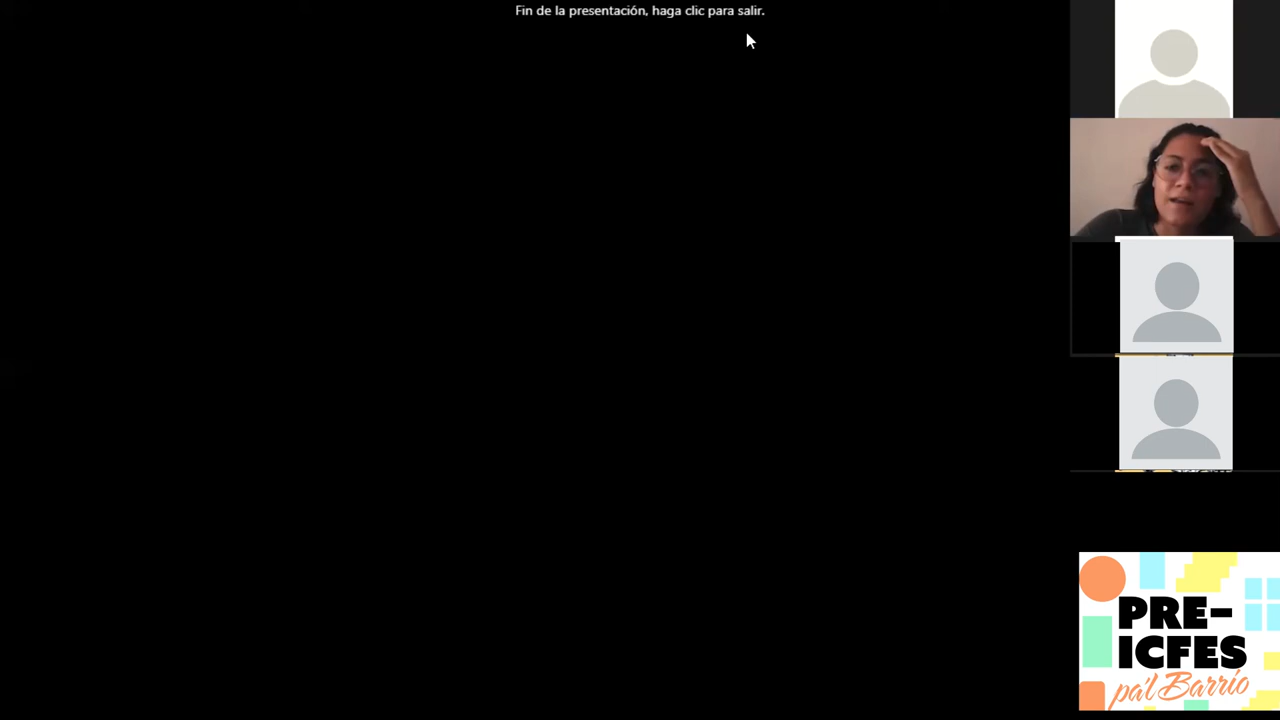 Fin de la presentación, haga clic para salir.
PRE-
ICFES
pa'l Barrio